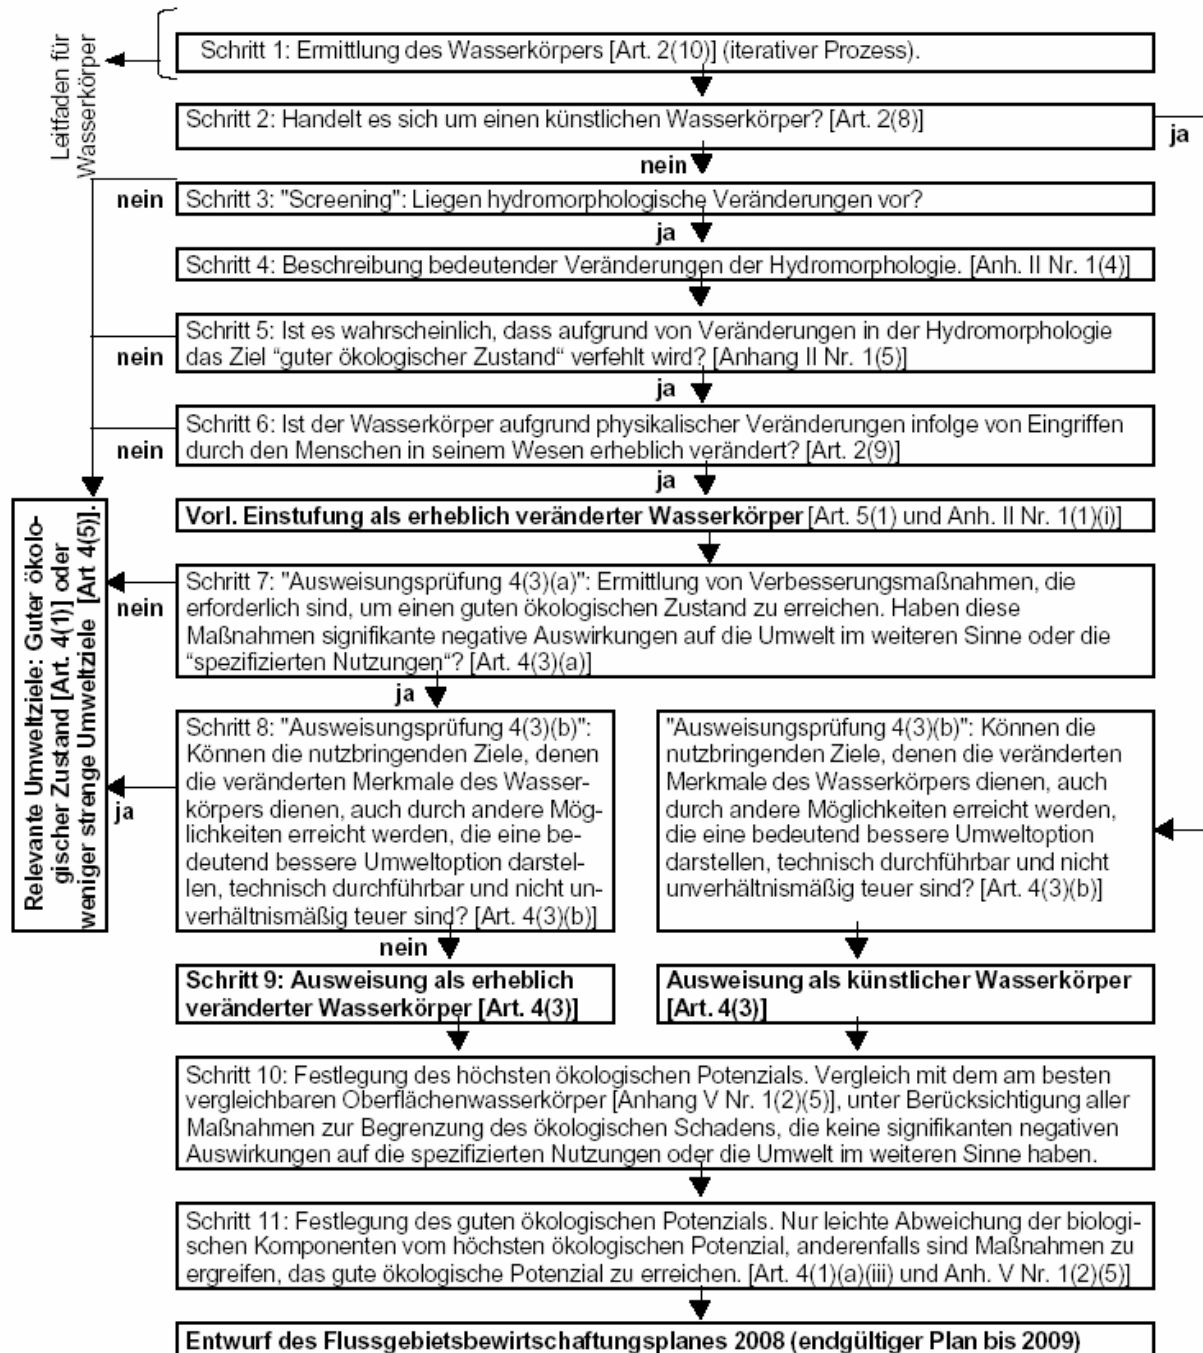 Leitfaden für
Wasserkörper
Schritt 1: Ermittlung des Wasserkörpers [Art. 2(10)] (iterativer Prozess).
Schritt 2: Handelt es sich um einen künstlichen Wasserkörper? [Art. 2(8)]
ja
nein
nein
Schritt 3: "Screening": Liegen hydromorphologische Veränderungen vor?
ja
Schritt 4: Beschreibung bedeutender Veränderungen der Hydromorphologie. [Anh. II Nr. 1(4)]
Schritt 5: Ist es wahrscheinlich, dass aufgrund von Veränderungen in der Hydromorphologie
das Ziel “guter ökologischer Zustand“ verfehlt wird? [Anhang II Nr. 1(5)]
nein
ja
Schritt 6: Ist der Wasserkörper aufgrund physikalischer Veränderungen infolge von Eingriffen
durch den Menschen in seinem Wesen erheblich verändert? [Art. 2(9)]
nein
ja
Vorl. Einstufung als erheblich veränderter Wasserkörper [Art. 5(1) und Anh. II Nr. 1(1)(i)]
Relevante Umweltziele: Guter ökolo-
gischer Zustand [Art. 4(1)] oder
weniger strenge Umweltziele [Art 4(5)].
nein
Schritt 7: "Ausweisungsprüfung 4(3)(a)": Ermittlung von Verbesserungsmaßnahmen, die
erforderlich sind, um einen guten ökologischen Zustand zu erreichen. Haben diese
Maßnahmen signifikante negative Auswirkungen auf die Umwelt im weiteren Sinne oder die
“spezifizierten Nutzungen“? [Art. 4(3)(a)]
ja
Schritt 8: "Ausweisungsprüfung 4(3)(b)":
Können die nutzbringenden Ziele, denen
die veränderten Merkmale des Wasser-
körpers dienen, auch durch andere Mög-
lichkeiten erreicht werden, die eine be-
deutend bessere Umweltoption darstel-
len, technisch durchführbar und nicht un-
verhältnismäßig teuer sind? [Art. 4(3)(b)]
ja
nein
"Ausweisungsprüfung 4(3)(b)": Können die
nutzbringenden Ziele, denen die veränderten
Merkmale des Wasserkörpers dienen, auch
durch andere Möglichkeiten erreicht werden,
die eine bedeutend bessere Umweltoption
darstellen, technisch durchführbar und nicht
unverhältnismäßig teuer sind? [Art. 4(3)(b)]
Schritt 9: Ausweisung als erheblich
veränderter Wasserkörper [Art. 4(3)]
Ausweisung als künstlicher Wasserkörper
[Art. 4(3)]
Schritt 10: Festlegung des höchsten ökologischen Potenzials. Vergleich mit dem am besten
vergleichbaren Oberflächenwasserkörper [Anhang V Nr. 1(2)(5)], unter Berücksichtigung aller
Maßnahmen zur Begrenzung des ökologischen Schadens, die keine signifikanten negativen
Auswirkungen auf die spezifizierten Nutzungen oder die Umwelt im weiteren Sinne haben.
Schritt 11: Festlegung des guten ökologischen Potenzials. Nur leichte Abweichung der biologi-
schen Komponenten vom höchsten ökologischen Potenzial, anderenfalls sind Maßnahmen zu
ergreifen, das gute ökologische Potenzial zu erreichen. [Art. 4(1)(a)(iii) und Anh. V Nr. 1(2)(5)]
Entwurf des Flussgebietsbewirtschaftungsplanes 2008 (endgültiger Plan bis 2009)